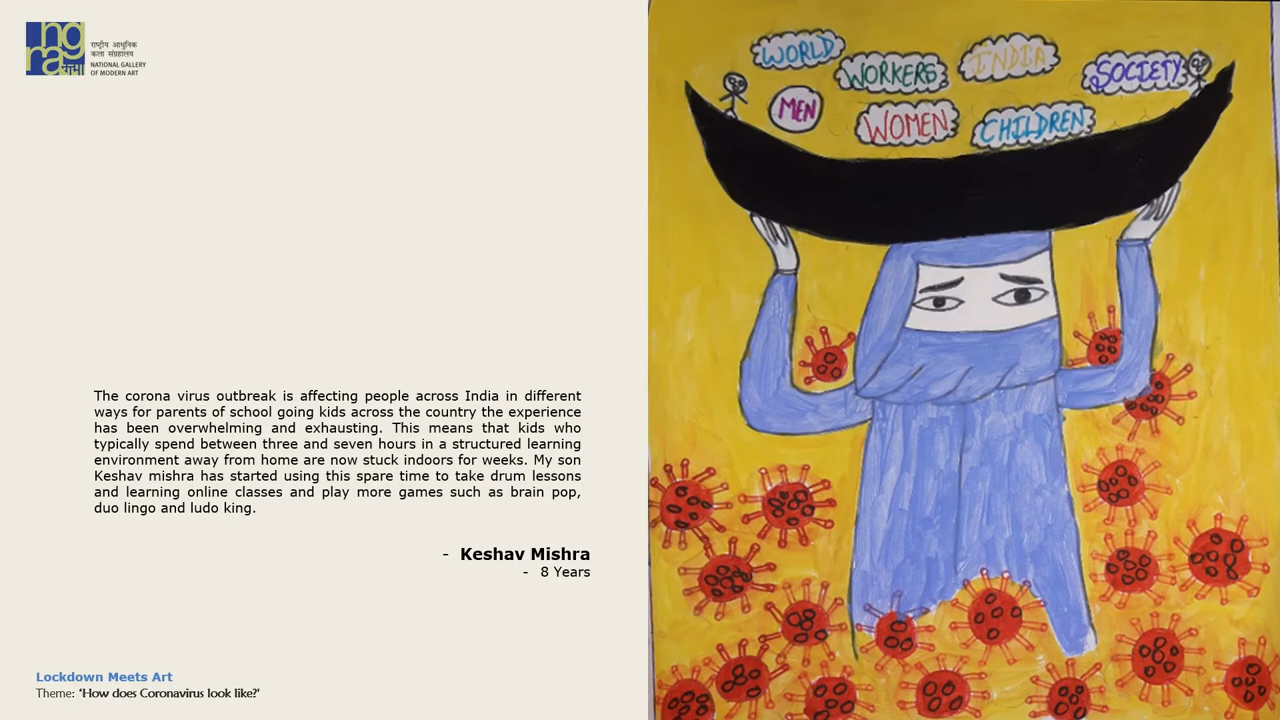 ng
ma
संग्रहा
राष्ट्रीय आधुनिक
कला संग्रहालय
NATIONAL GALLERY
OF MODERN ART
The corona virus outbreak is affecting people across India in different
ways for parents of school going kids across the country the experience
has been overwhelming and exhausting. This means that kids who
typically spend between three and seven hours in a structured learning
environment away from home are now stuck indoors for weeks. My son
Keshav mishra has started using this spare time to take drum lessons
and learning online classes and play more games such as brain pop,
duo lingo and ludo king.
- Keshav Mishra
- 8 Years
Lockdown Meets Art
Theme: ‘How does Coronavirus look like?'
WORLD
WORKERS
INDIA
SOCIETY
MEN
WOMEN
CHILDREN